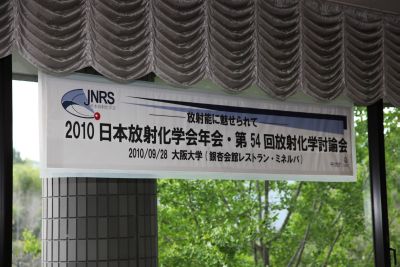 JNRS
放射能に魅せられて
2010 日本放射化学会年会・第 54 回放射化学討論会
2010/09/28 大阪大学（銀杏会館レストラン・ミネルバ）